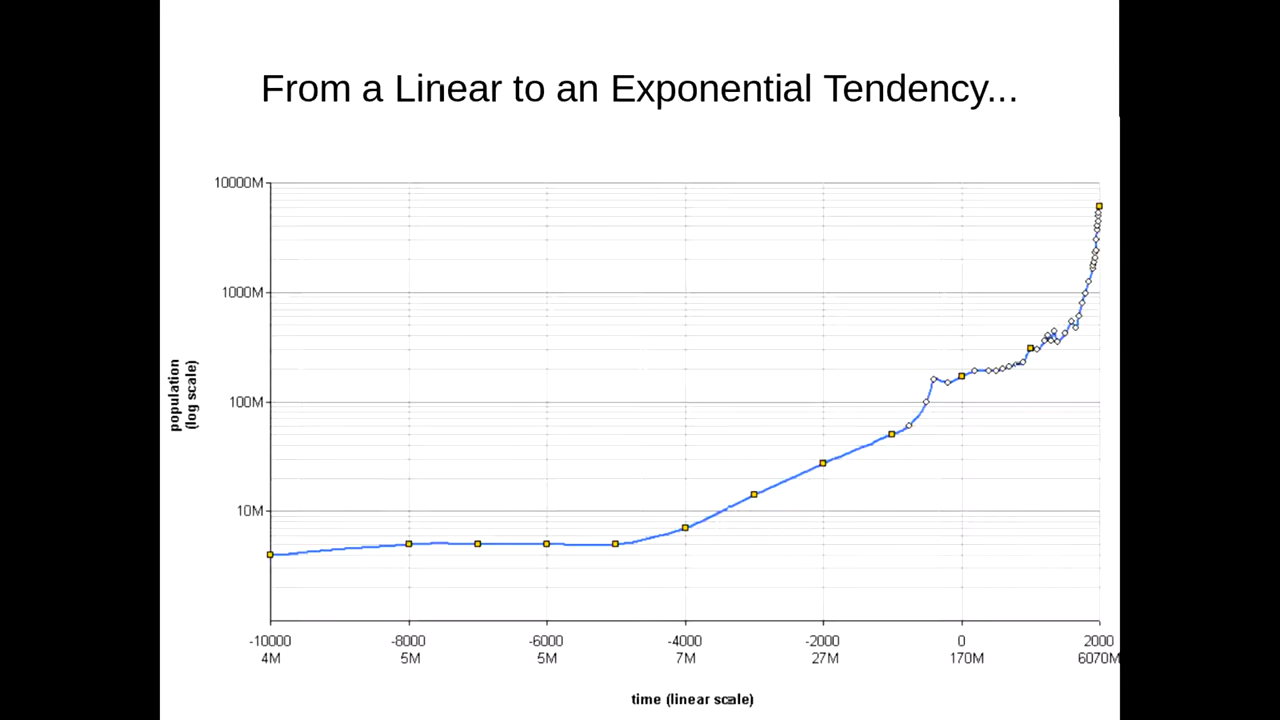 From a Linear to an Exponential Tendency...
10000M
1000M
100M
10M
population
(log scale)
-10000 -8000 -6000 -4000 -2000 0 2000
4M 5M 5M 7M 27M 170M 6070M
time (linear scale)